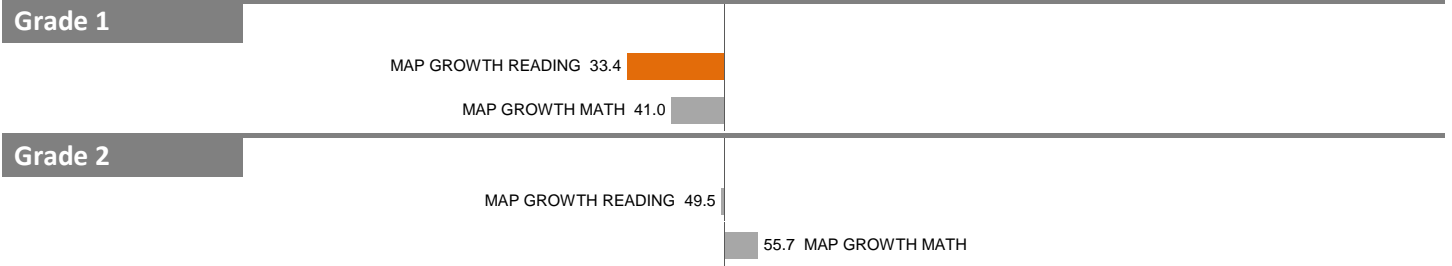 Grade 1
MAP GROWTH READING 33.4
MAP GROWTH MATH 41.0
Grade 2
MAP GROWTH READING 49.5
55.7 MAP GROWTH MATH